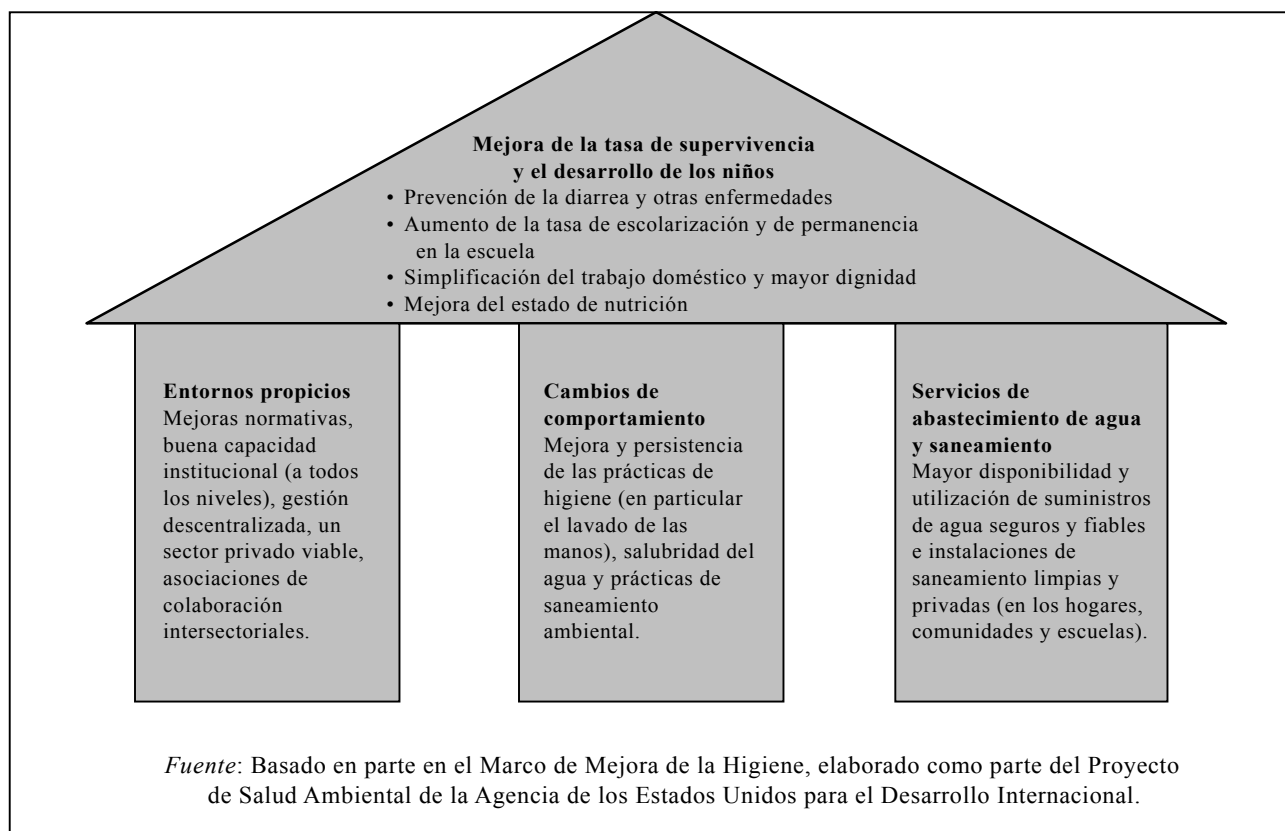 Mejora de la tasa de supervivencia
y el desarrollo de los niños
• Prevención de la diarrea y otras enfermedades
• Aumento de la tasa de escolarización y de permanencia
en la escuela
• Simplificación del trabajo doméstico y mayor dignidad
• Mejora del estado de nutrición
Entornos propicios
Mejoras normativas,
buena capacidad
institucional (a todos
los niveles), gestión
descentralizada, un
sector privado viable,
asociaciones de
colaboración
intersectoriales.
Cambios de
comportamiento
Mejora y persistencia
de las prácticas de
higiene (en particular
el lavado de las
manos), salubridad del
agua y prácticas de
saneamiento
ambiental.
Servicios de
abastecimiento de agua
y saneamiento
Mayor disponibilidad y
utilización de suministros
de agua seguros y fiables
e instalaciones de
saneamiento limpias y
privadas (en los hogares,
comunidades y escuelas).
Fuente: Basado en parte en el Marco de Mejora de la Higiene, elaborado como parte del Proyecto
de Salud Ambiental de la Agencia de los Estados Unidos para el Desarrollo Internacional.